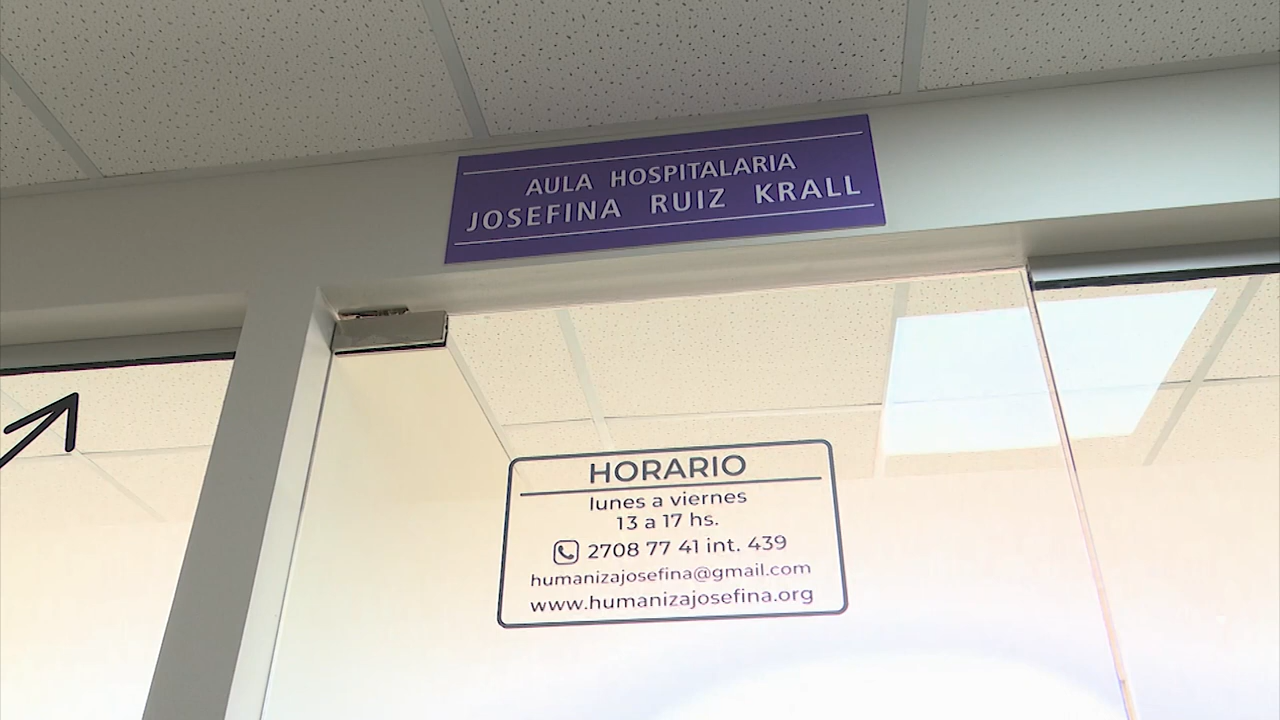 AULA HOSPITALARIA
JOSEFINA RUIZ KRALL
HORARIO
lunes a viernes
13 a 17 hs.
2708 77 41 int. 439
humanizajosefina@gmail.com
www.humanizajosefina.org